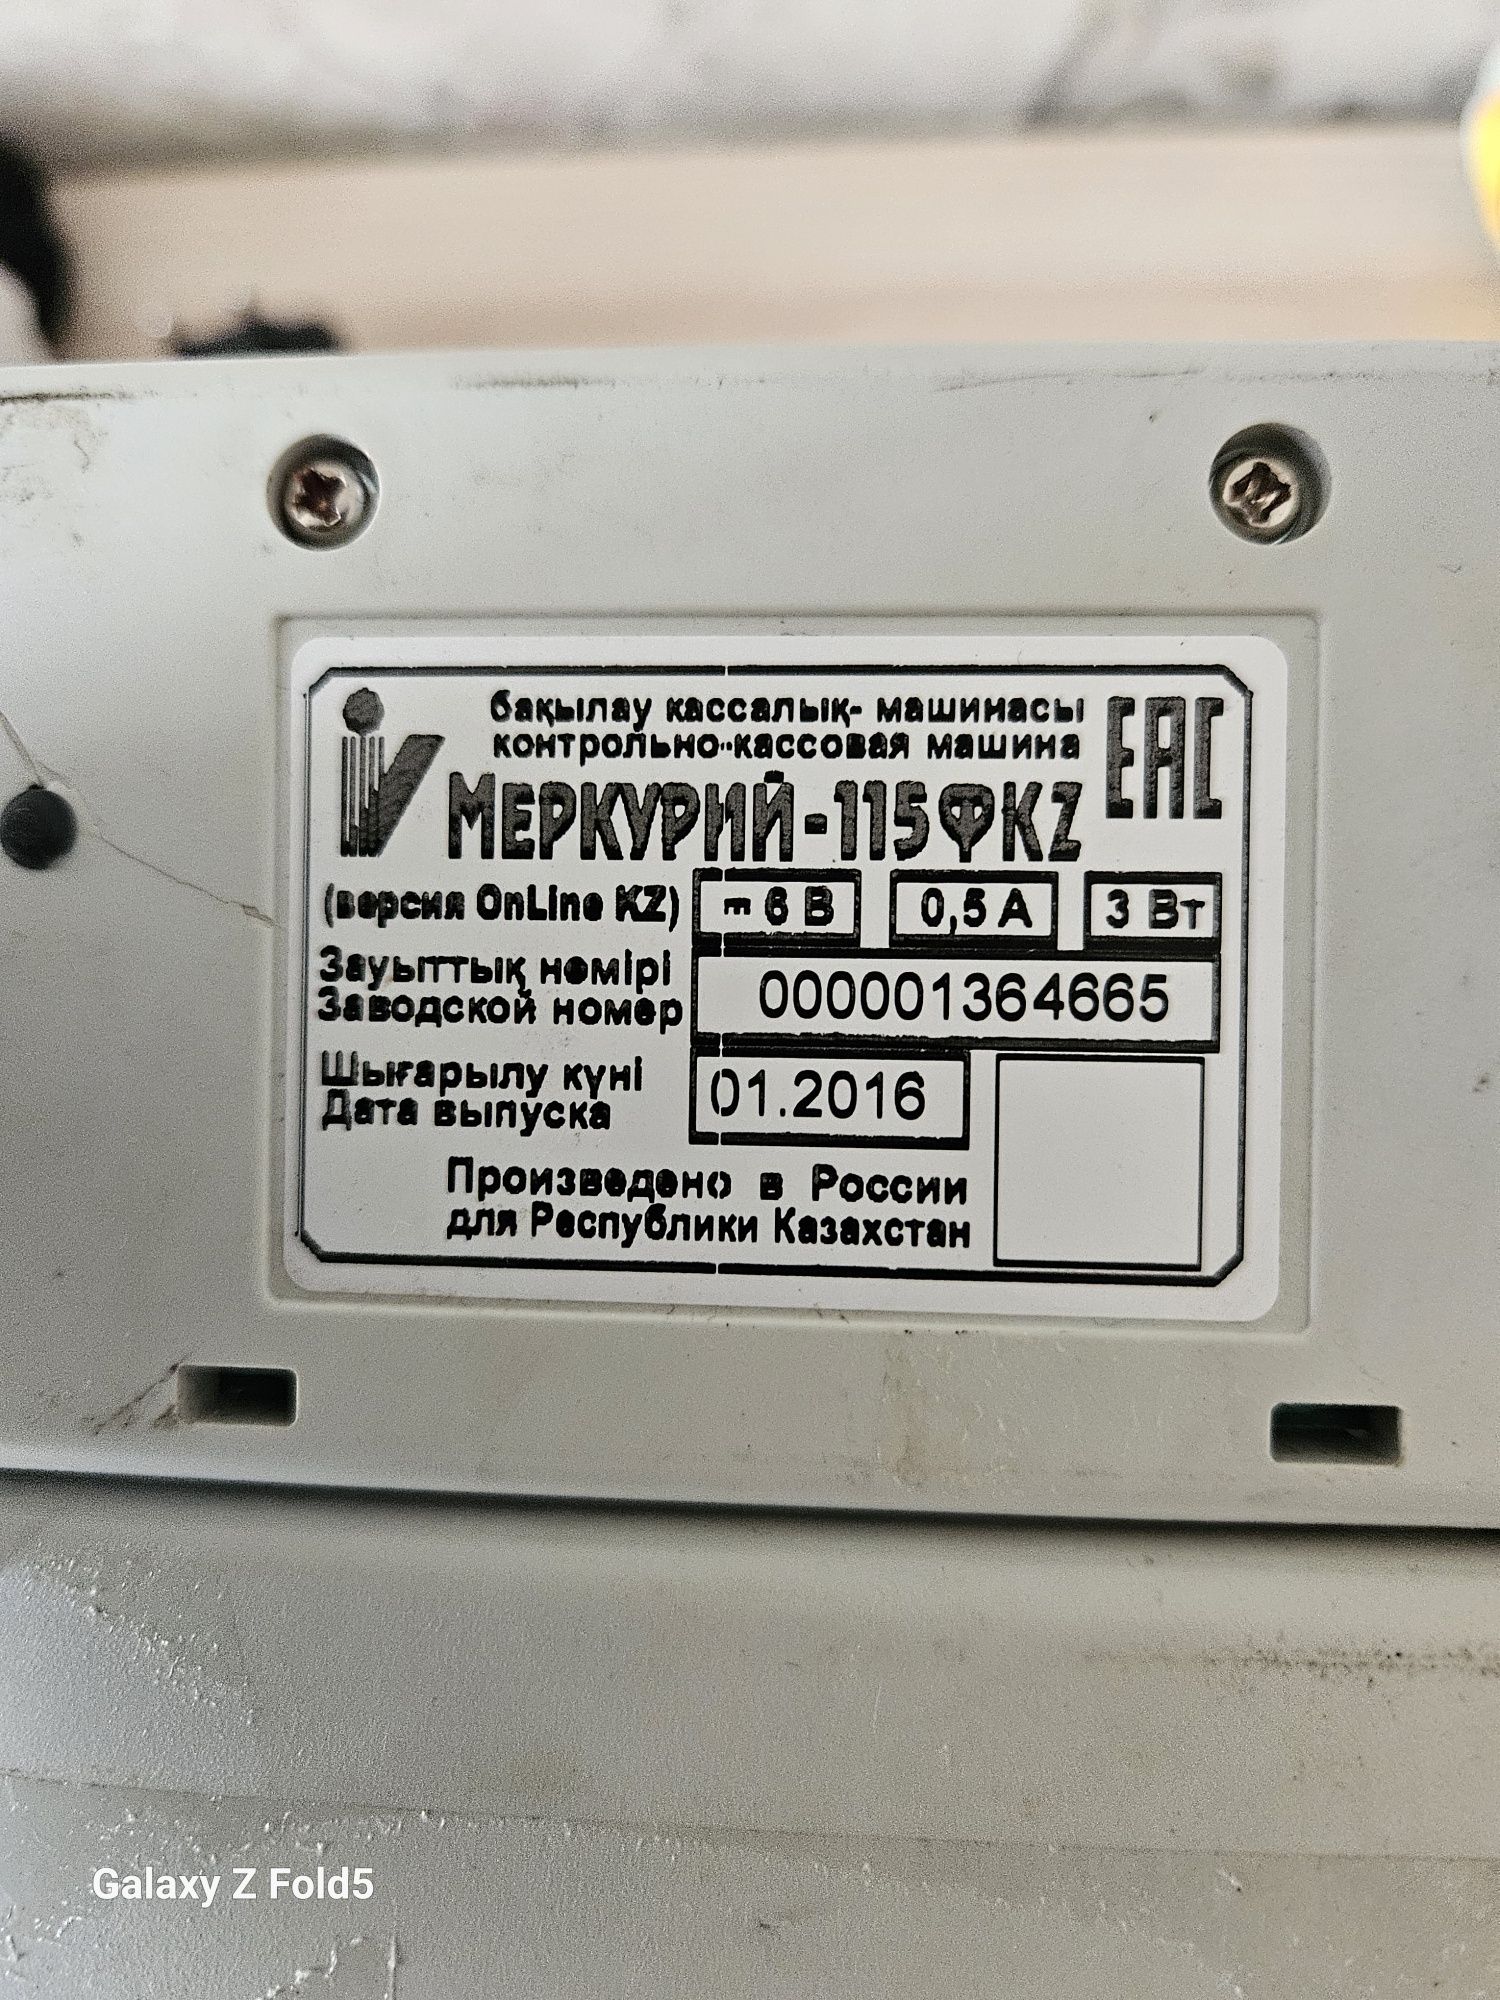 бақылау кассалық- машинасы
контрольно-кассовая машина
EAC
МЕРКУРИЙ-115ФKZ
(версия OnLine KZ) 6 В 0,5 А 3 Вт
Зауыттық нөмірі
Заводской номер
000001364665
Шығарылу күні
Дата выпуска
01.2016
Произведено в России
для Республики Казахстан
Galaxy Z Fold5